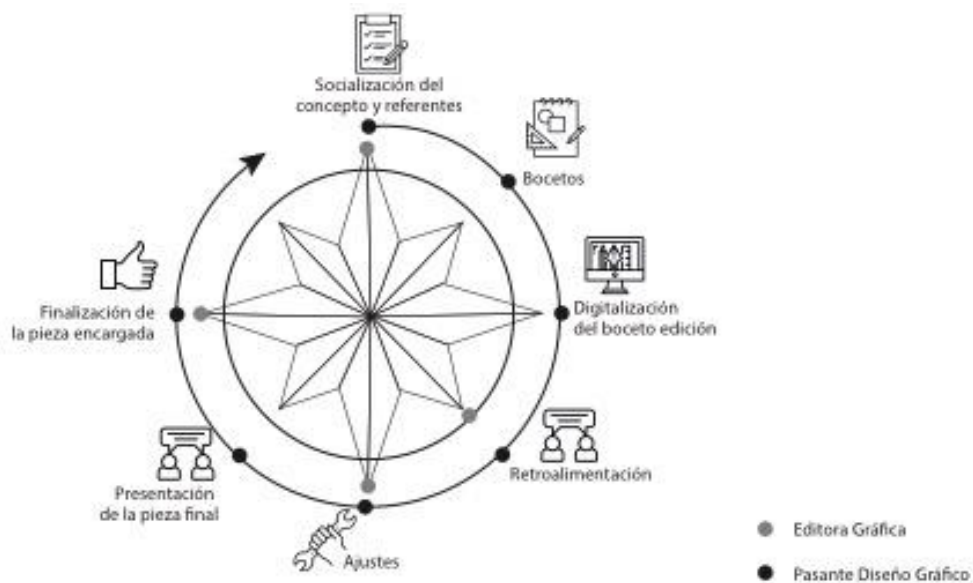 Socialización del
concepto y referentes
Bocetos
Digitalización
del boceto edición
Retroalimentación
Ajustes
Presentación
de la pieza final
Finalización de
la pieza encargada
Editora Gráfica
Pasante Diseño Gráfico